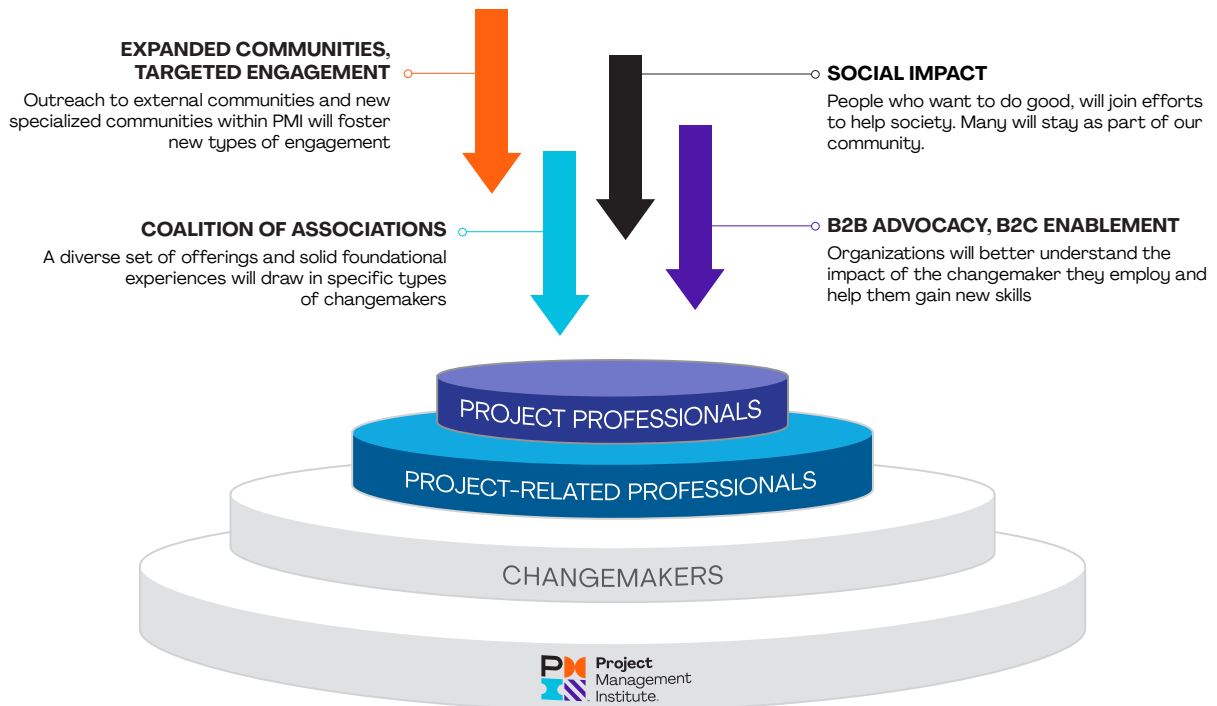 EXPANDED COMMUNITIES,
TARGETED ENGAGEMENT
Outreach to external communities and new
specialized communities within PMI will foster
new types of engagement
SOCIAL IMPACT
People who want to do good, will join efforts
to help society. Many will stay as part of our
community.
COALITION OF ASSOCIATIONS
A diverse set of offerings and solid foundational
experiences will draw in specific types
of changemakers
B2B ADVOCACY, B2C ENABLEMENT
Organizations will better understand the
impact of the changemaker they employ and
help them gain new skills
PROJECT PROFESSIONALS
PROJECT-RELATED PROFESSIONALS
CHANGEMAKERS
Project
Management
Institute.